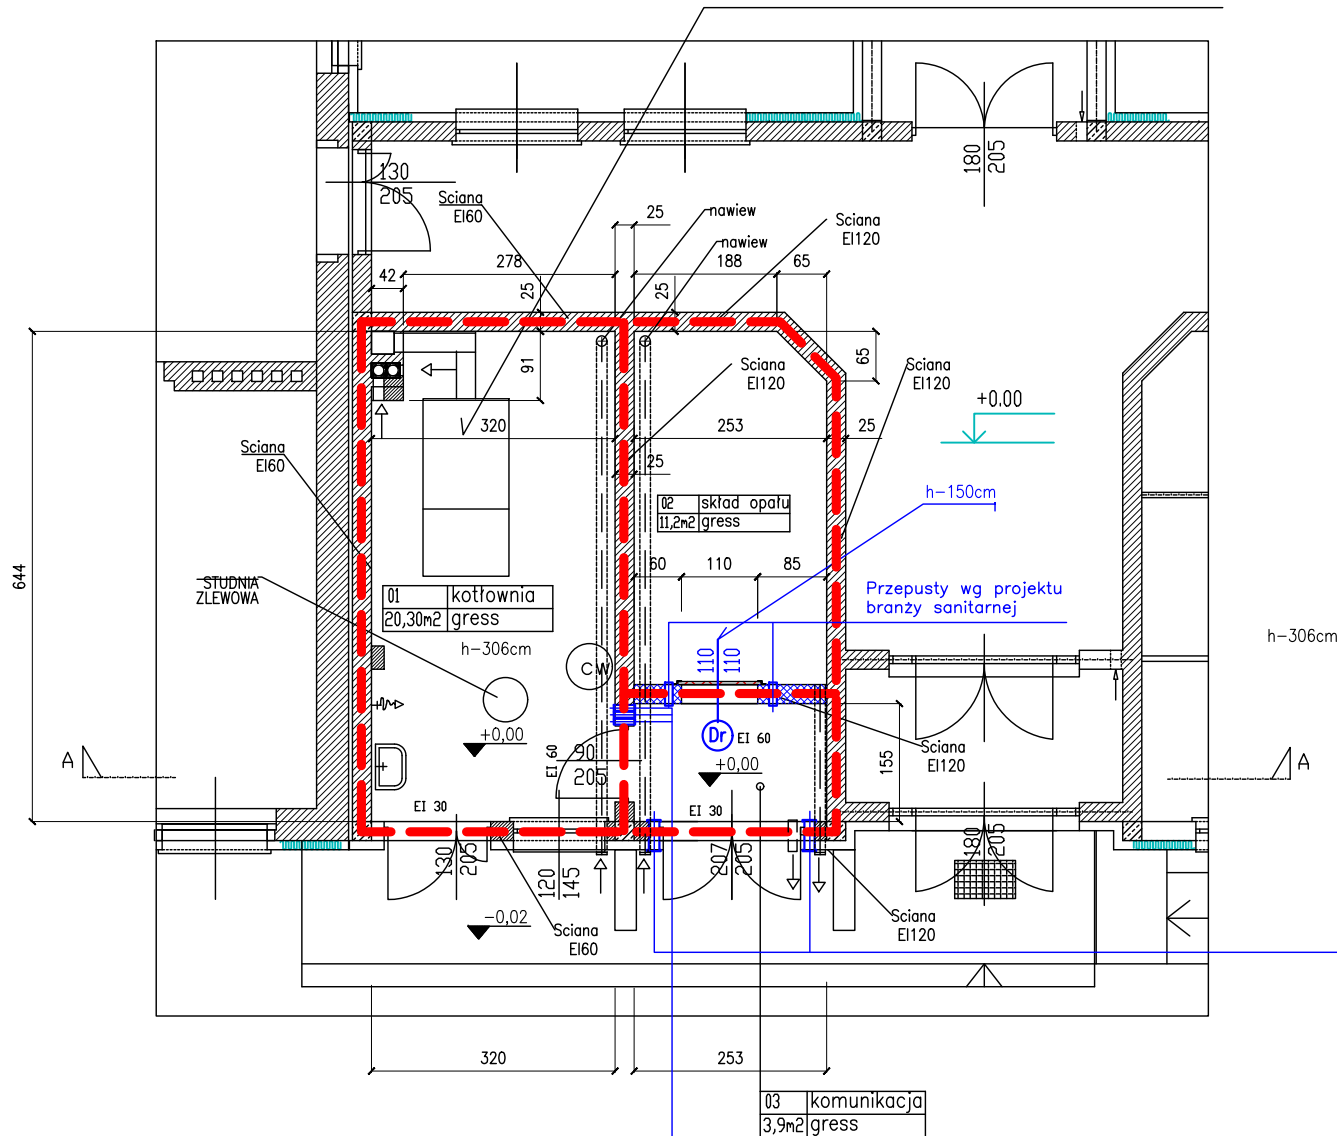 180
205
130
205
Sciana
EI60
25
nawiew
nawiew
Sciana
EI120
278
188
65
42
25
25
91
65
Sciana
EI120
Sciana
EI120
+0.00
320
253
25
Sciana
EI60
25
h-150cm
02 skład opału
11,2m2 gress
60
110
85
644
STUDNIA
ZLEWOWA
01 kotłownia
20,30m2 gress
Przepusty wg projektu
branży sanitarnej
h-306cm
h-306cm
CW
110
110
+0,00
Dr
EI 60
EI 60
90
205
+0,00
Sciana
EI120
155
A
A
EI 30
EI 30
130
205
120
145
207
205
180
205
-0,02
Sciana
EI60
Sciana
EI120
320
253
03 komunikacja
3,9m2 gress